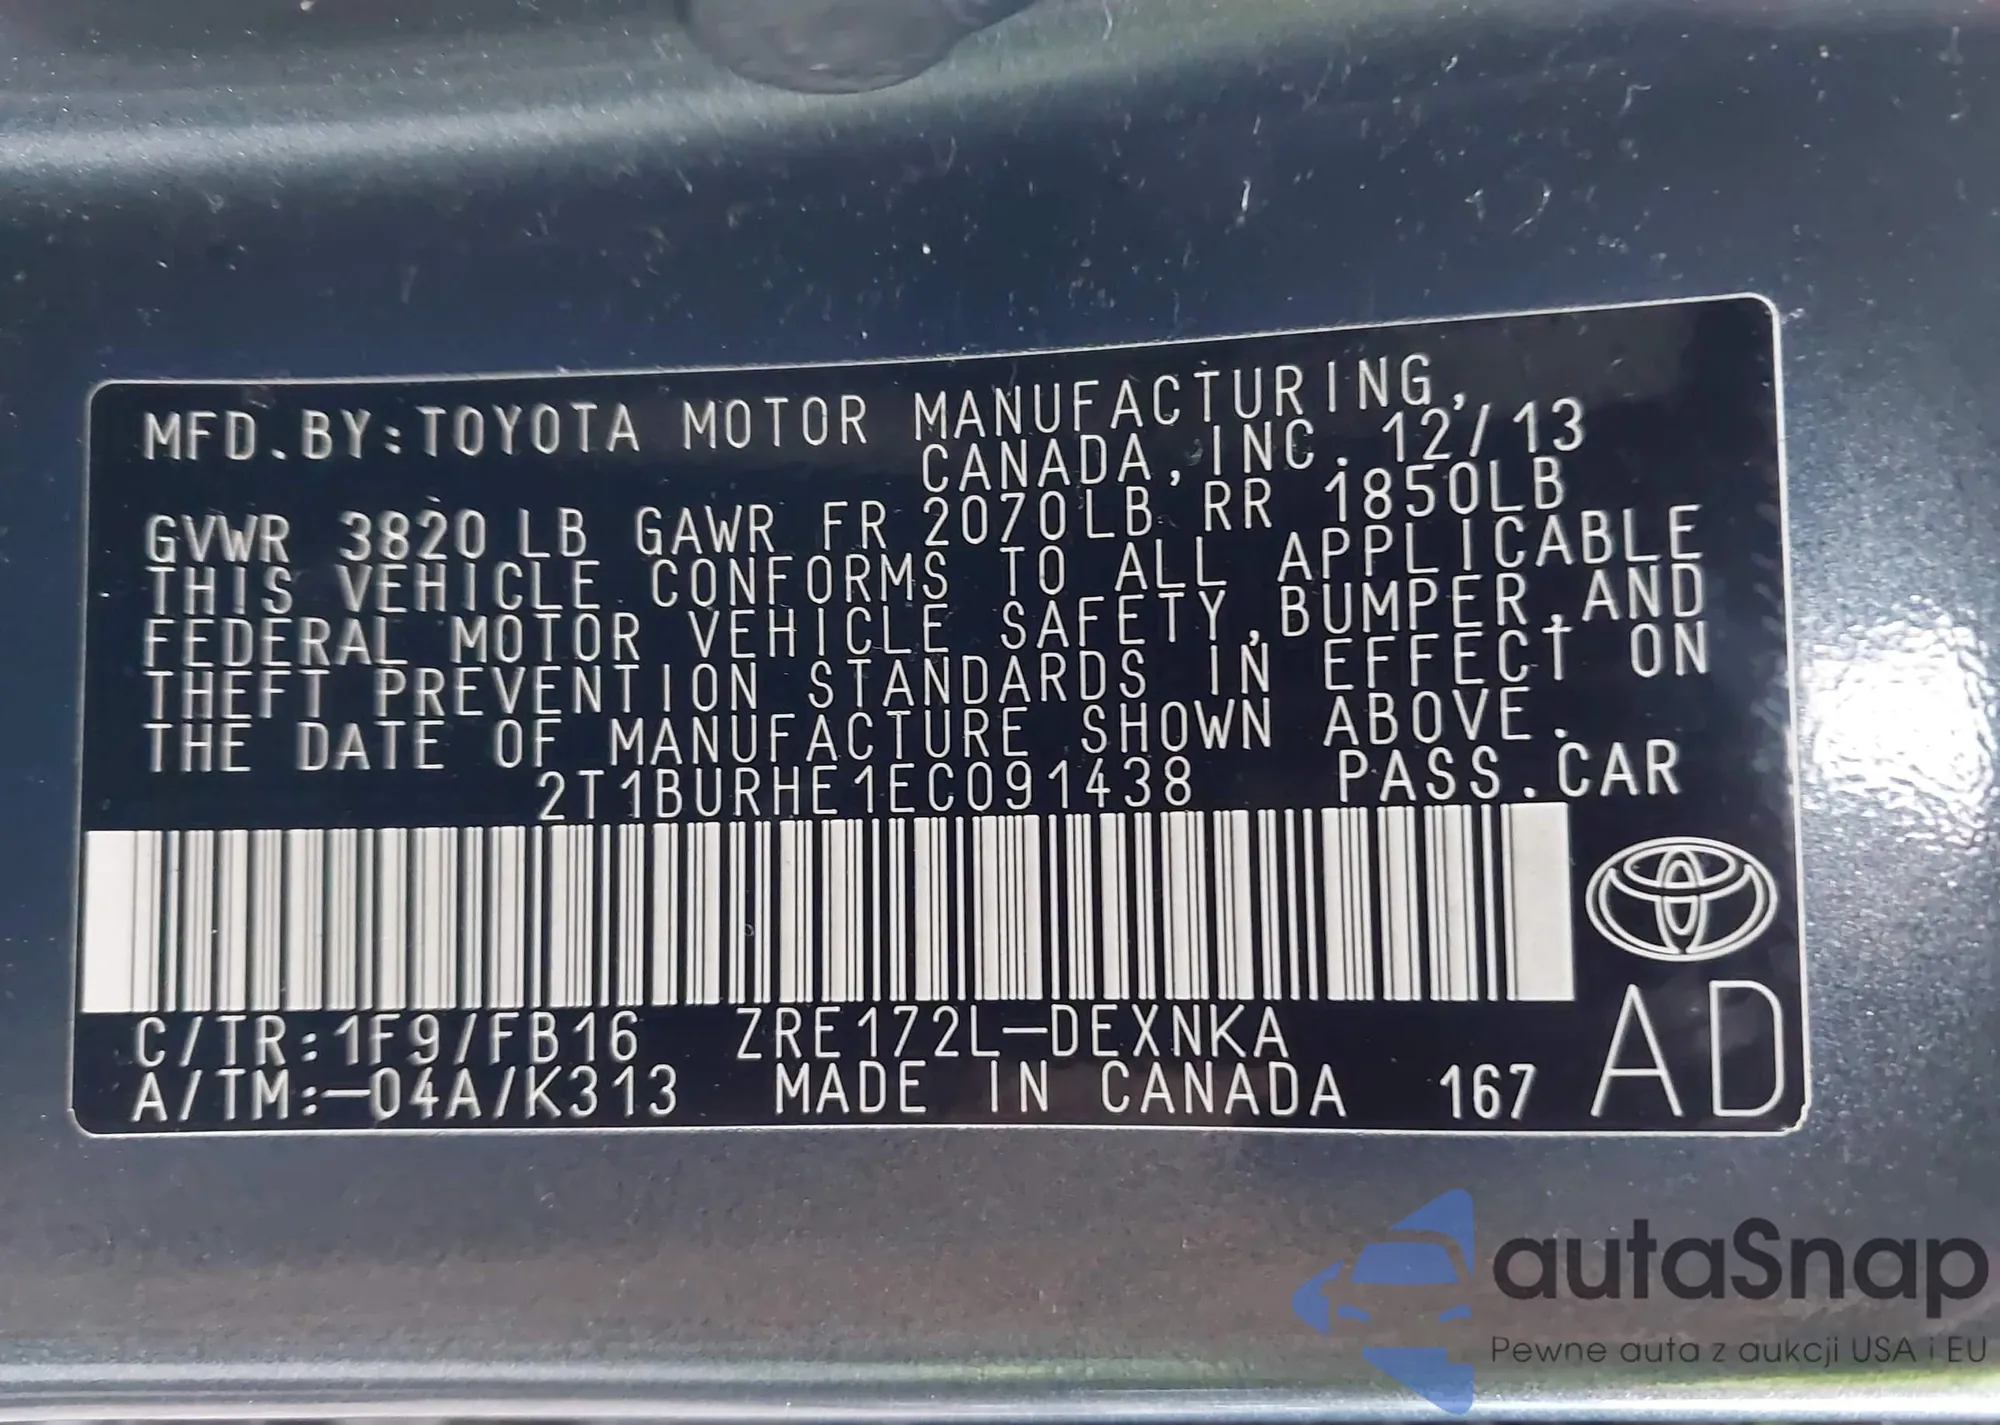 MFD.BY:TOYOTA MOTOR MANUFACTURING,
CANADA,INC. 12/13
GVWR 3820LB GAWR FR 2070LB RR 1850LB
THIS VEHICLE CONFORMS TO ALL APPLICABLE
FEDERAL MOTOR VEHICLE SAFETY,BUMPER,AND
THEFT PREVENTION STANDARDS IN EFFECT ON
THE DATE OF MANUFACTURE SHOWN ABOVE.
2T1BURHE1EC091438 PASS.CAR
C/TR:1F9/FB16 ZRE172L-DEXNKA
A/TM:-04A/K313 MADE IN CANADA 167 AD
autaSnap
Pewne auta z aukcji USA i EU